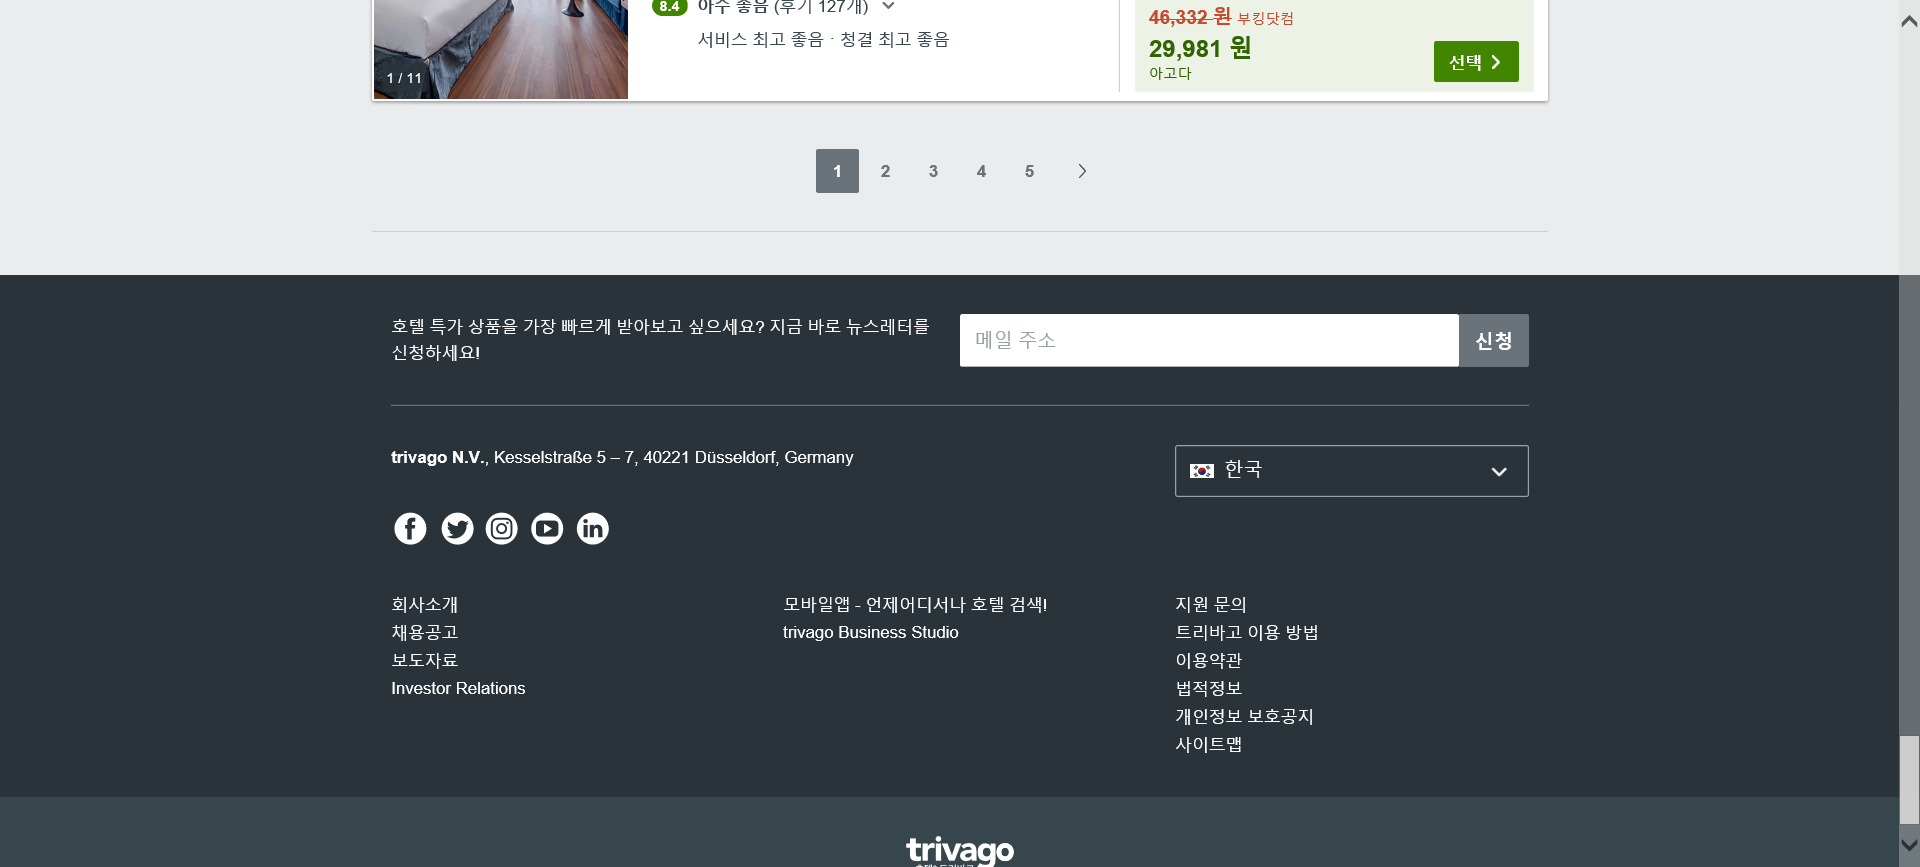 8.4 아주 좋음 (후기 127개)
서비스 최고 좋음 · 청결 최고 좋음
1 / 11
46,332 원 부킹닷컴
29,981 원
아고다
선택
1 2 3 4 5
호텔 특가 상품을 가장 빠르게 받아보고 싶으세요? 지금 바로 뉴스레터를
신청하세요!
메일 주소
신청
trivago N.V., Kesselstraße 5 – 7, 40221 Düsseldorf, Germany
한국
회사소개
채용공고
보도자료
Investor Relations
모바일앱 - 언제어디서나 호텔 검색!
trivago Business Studio
지원 문의
트리바고 이용 방법
이용약관
법적정보
개인정보 보호공지
사이트맵
trivago